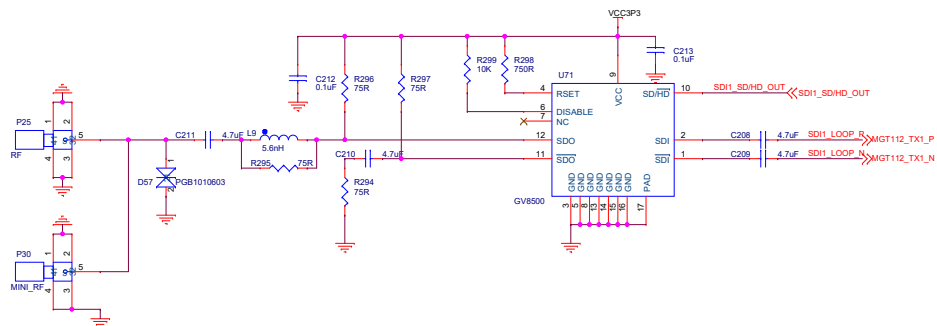 VCC3P3
C213
0.1uF
C212
0.1uF
R296
75R
R297
75R
R299
10K
R298
750R
U71
9
VCC
4
RSET
SD/HD
10
SDI1_SD/HD_OUT
SDI1_SD/HD_OUT
6
DISABLE
7
NC
12
SDO
SDI
2
SDI1_LOOP_P
C208
4.7uF
MGT112_TX1_P
11
SDO
SDI
1
SDI1_LOOP_N
C209
4.7uF
MGT112_TX1_N
GND
GND
GND
GND
GND
GND
GND
PAD
3
5
8
13
14
15
16
17
GV8500
P25
RF
1
2
5
4
3
C211
4.7uF
L9
5.6nH
R295
75R
C210
4.7uF
R294
75R
D57
PGB1010603
1
2
P30
MINI_RF
1
2
5
4
3